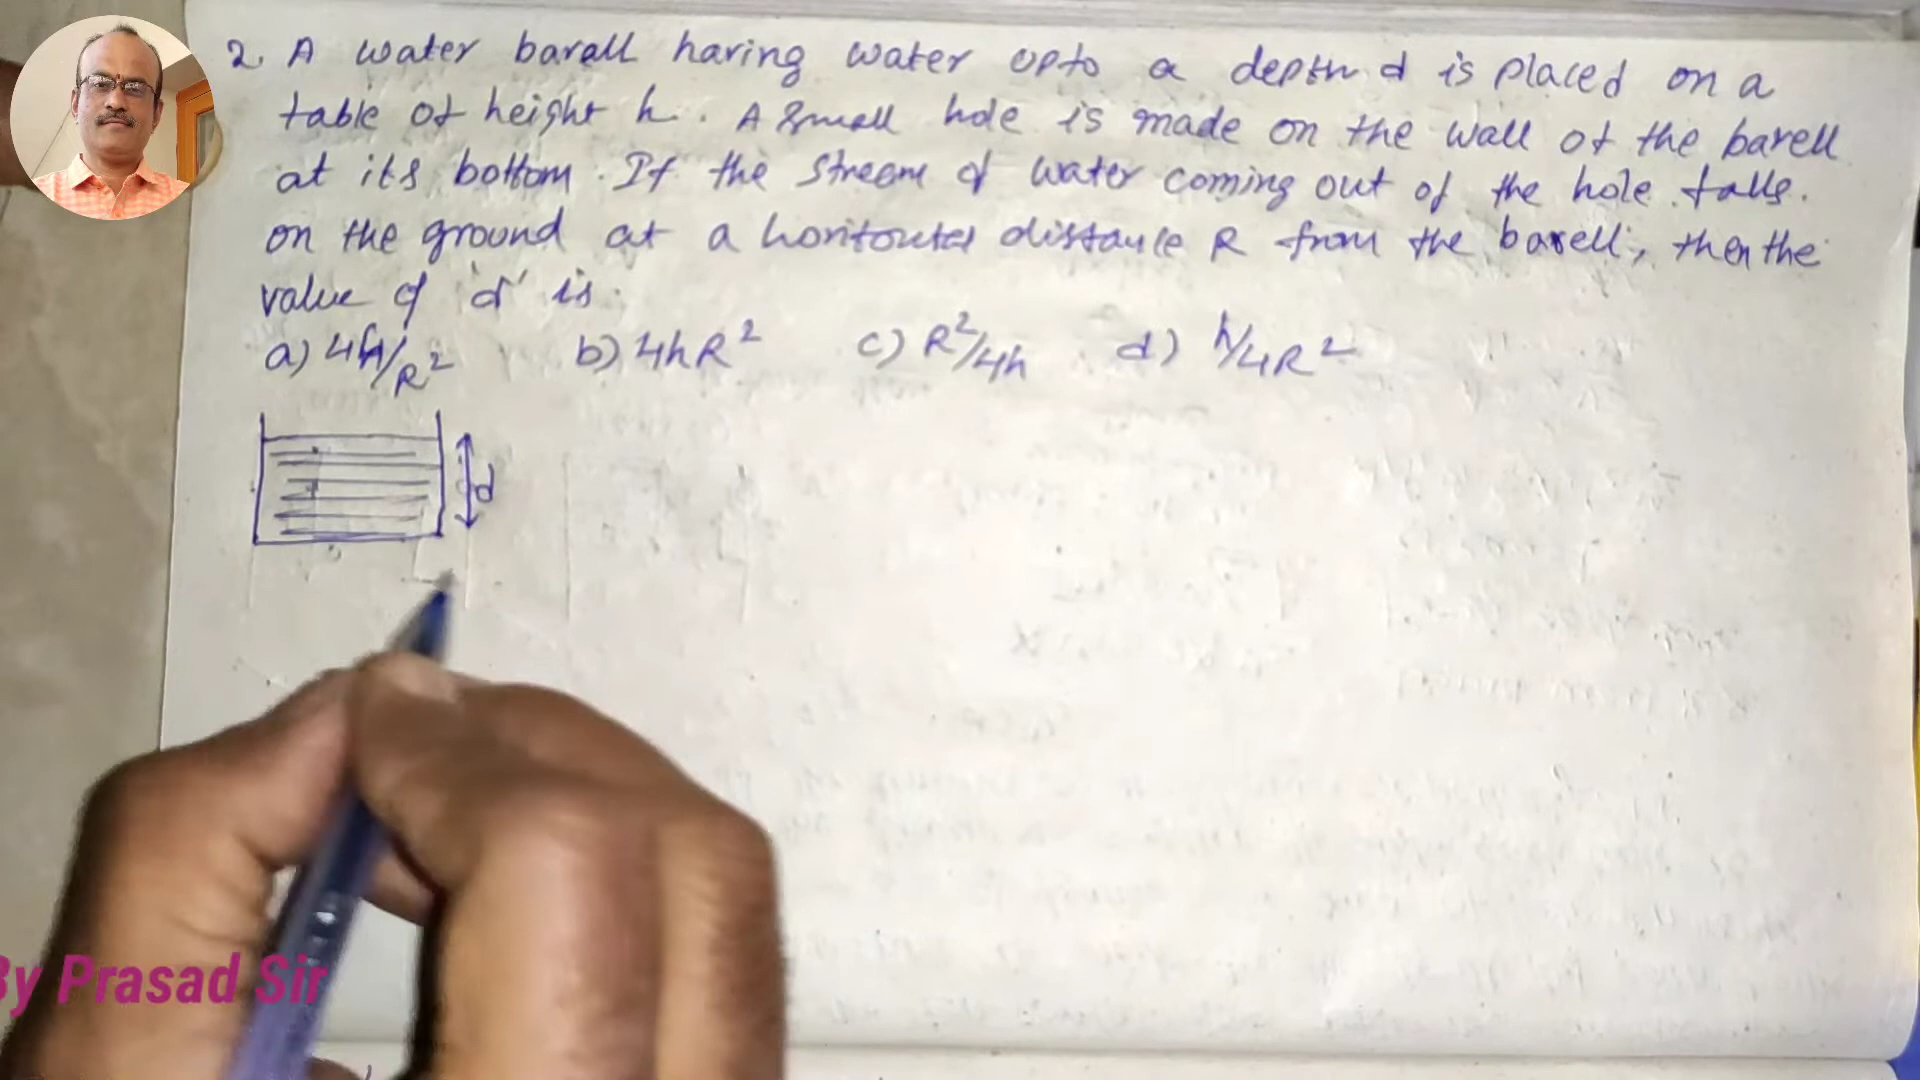 2. A water barall having water upto a depth d is placed on a
table of height h. A small hole is made on the wall of the barell
at its bottom. If the stream of water coming out of the hole falls.
on the ground at a horitontal distance R from the barell, then the
value of 'd' is.
a) 4h/R² b) 4hR² c) R²/4h d) h/4R²
d
By Prasad Sir